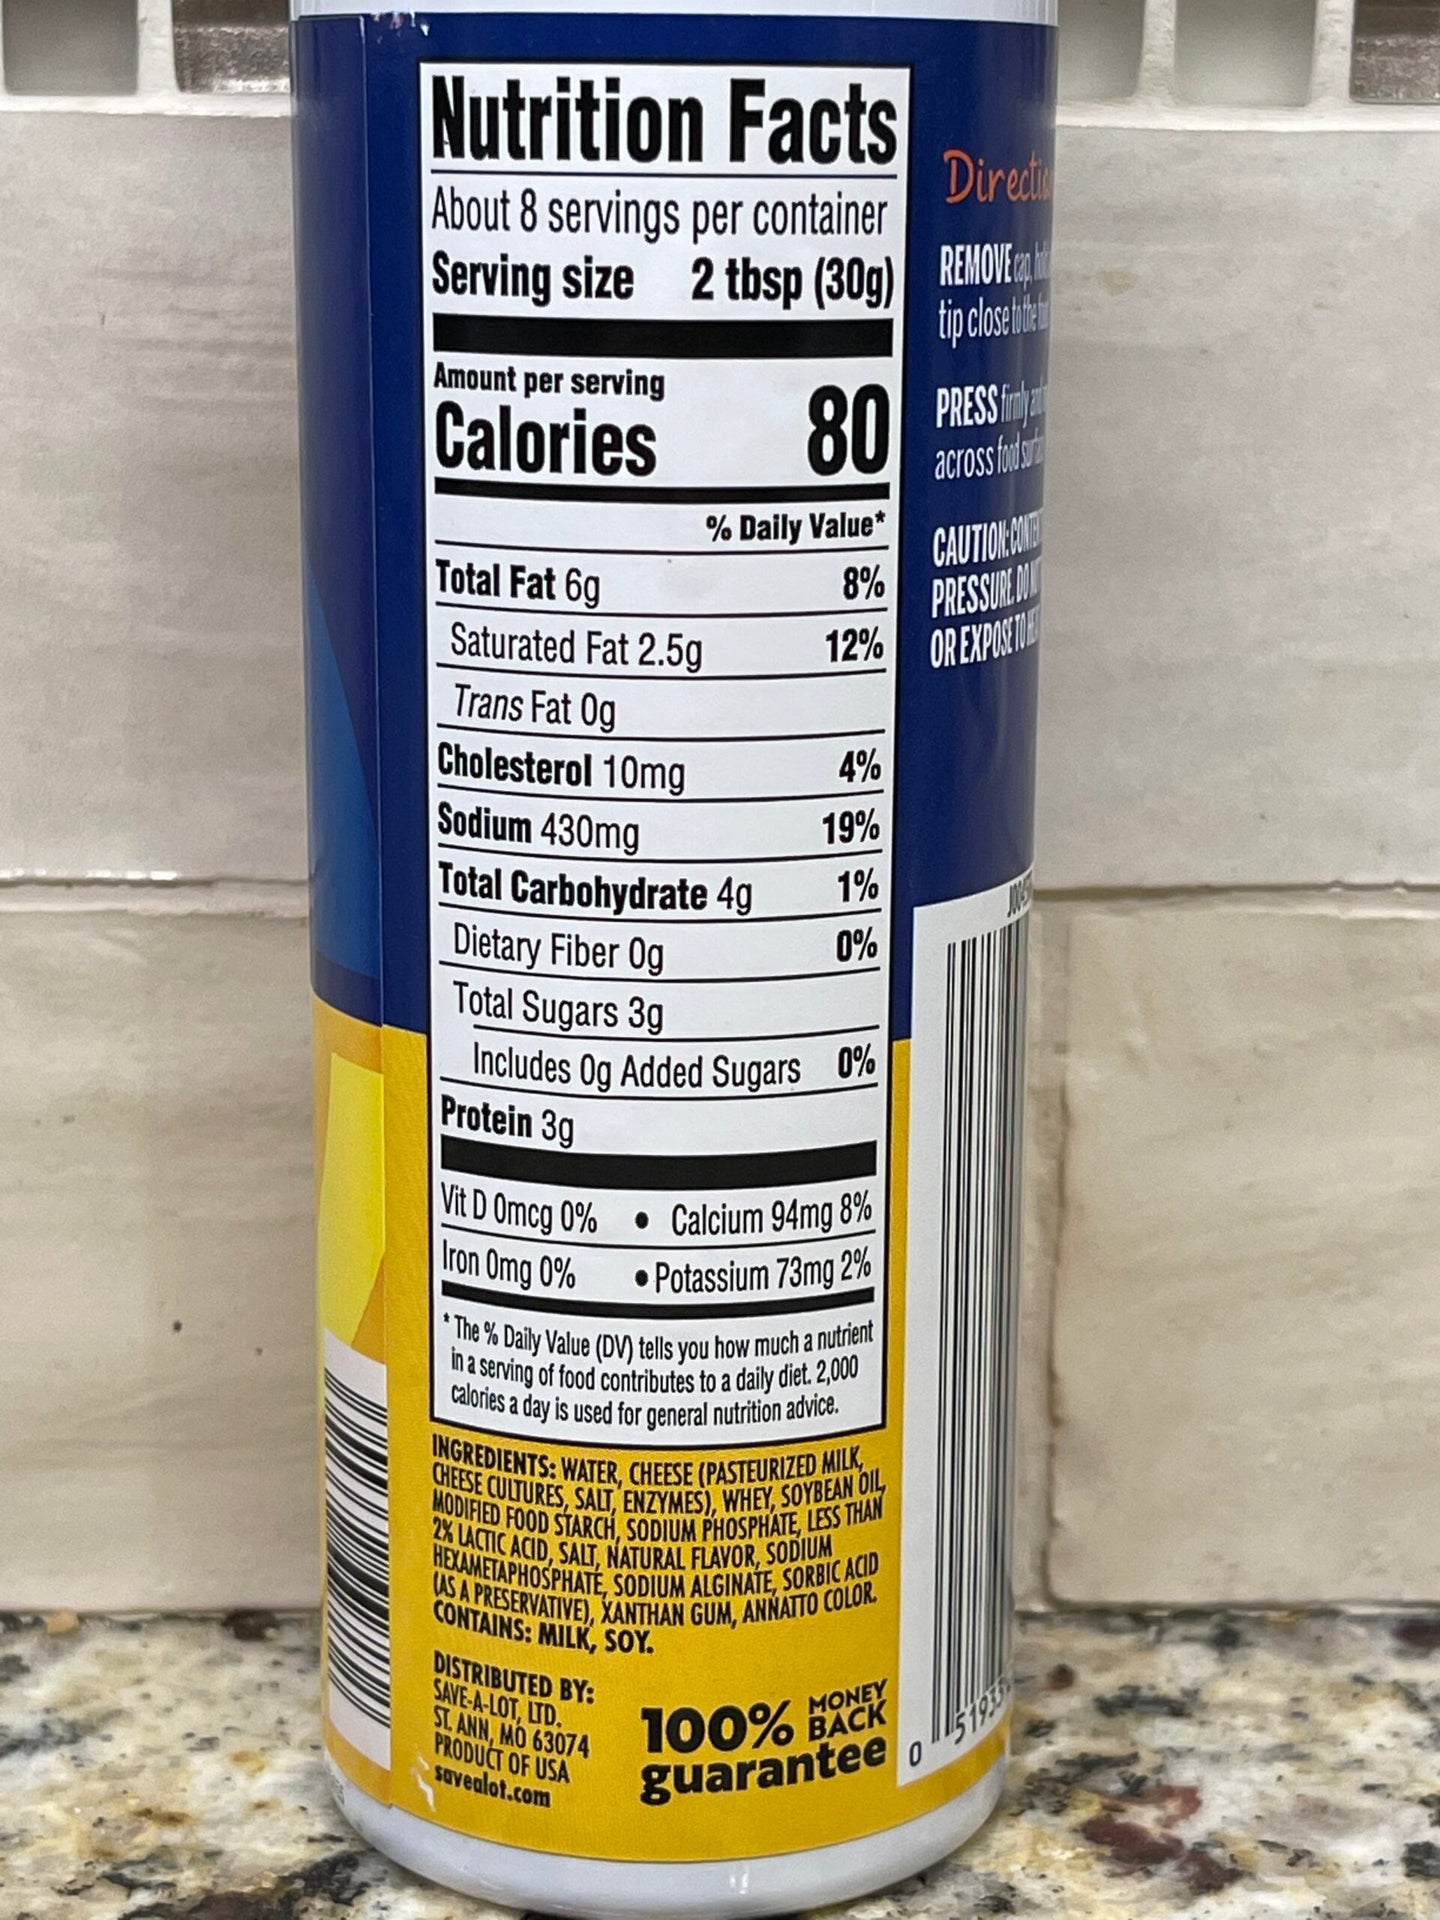 Nutrition Facts
About 8 servings per container
Serving size 2 tbsp (30g)
Amount per serving
Calories 80
% Daily Value*
Total Fat 6g 8%
Saturated Fat 2.5g 12%
Trans Fat 0g
Cholesterol 10mg 4%
Sodium 430mg 19%
Total Carbohydrate 4g 1%
Dietary Fiber 0g 0%
Total Sugars 3g
Includes 0g Added Sugars 0%
Protein 3g
Vit D 0mcg 0% • Calcium 94mg 8%
Iron 0mg 0% • Potassium 73mg 2%
* The % Daily Value (DV) tells you how much a nutrient
in a serving of food contributes to a daily diet. 2,000
calories a day is used for general nutrition advice.
INGREDIENTS: WATER, CHEESE (PASTEURIZED MILK,
CHEESE CULTURES, SALT, ENZYMES), WHEY, SOYBEAN OIL,
MODIFIED FOOD STARCH, SODIUM PHOSPHATE, LESS THAN
2% LACTIC ACID, SALT, NATURAL FLAVOR, SODIUM
HEXAMETAPHOSPHATE, SODIUM ALGINATE, SORBIC ACID
(AS A PRESERVATIVE), XANTHAN GUM, ANNATTO COLOR.
CONTAINS: MILK, SOY.
DISTRIBUTED BY:
SAVE-A-LOT, LTD.
ST. ANN, MO 63074
PRODUCT OF USA
savealot.com
100% MONEY
BACK
guarantee
REMOVE cap,
tip close to the
PRESS firmly
across food
CAUTION:
PRESSURE. DO
OR EXPOSE TO
0 51933